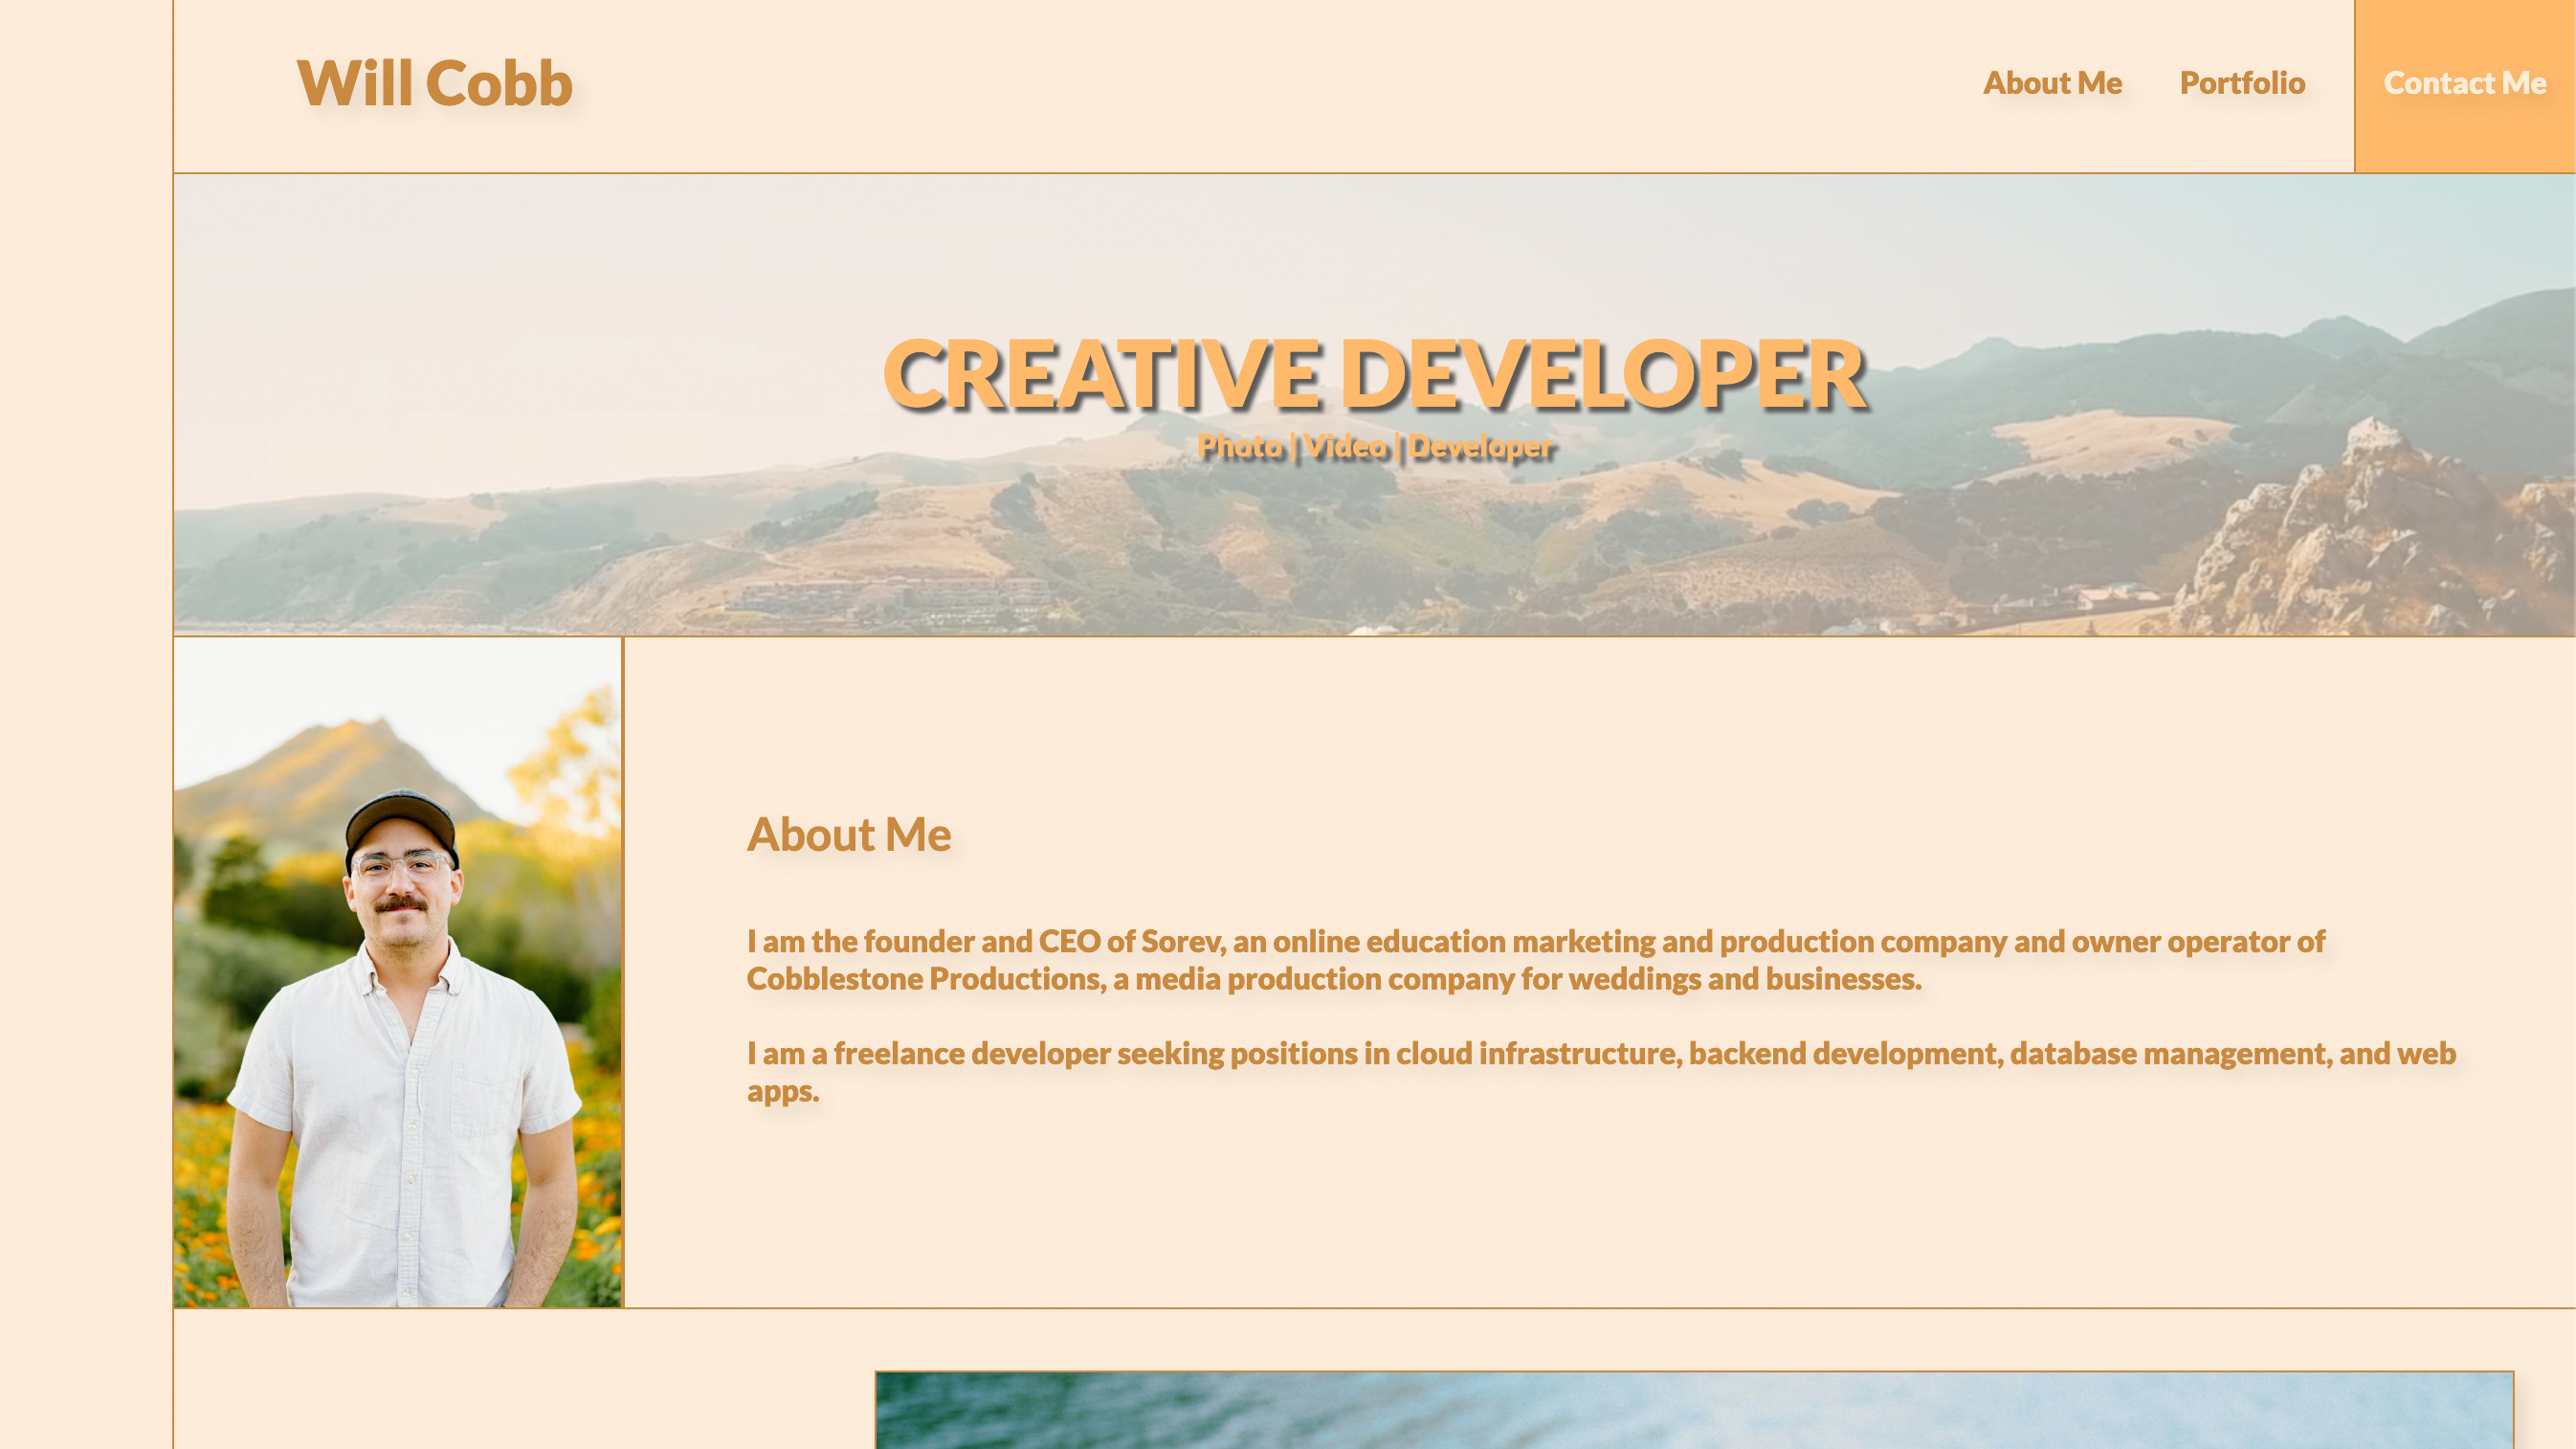 Will Cobb
About Me
Portfolio
Contact Me
CREATIVE DEVELOPER
Photo | Video | Developer
About Me
I am the founder and CEO of Sorev, an online education marketing and production company and owner operator of
Cobblestone Productions, a media production company for weddings and businesses.
I am a freelance developer seeking positions in cloud infrastructure, backend development, database management, and web
apps.